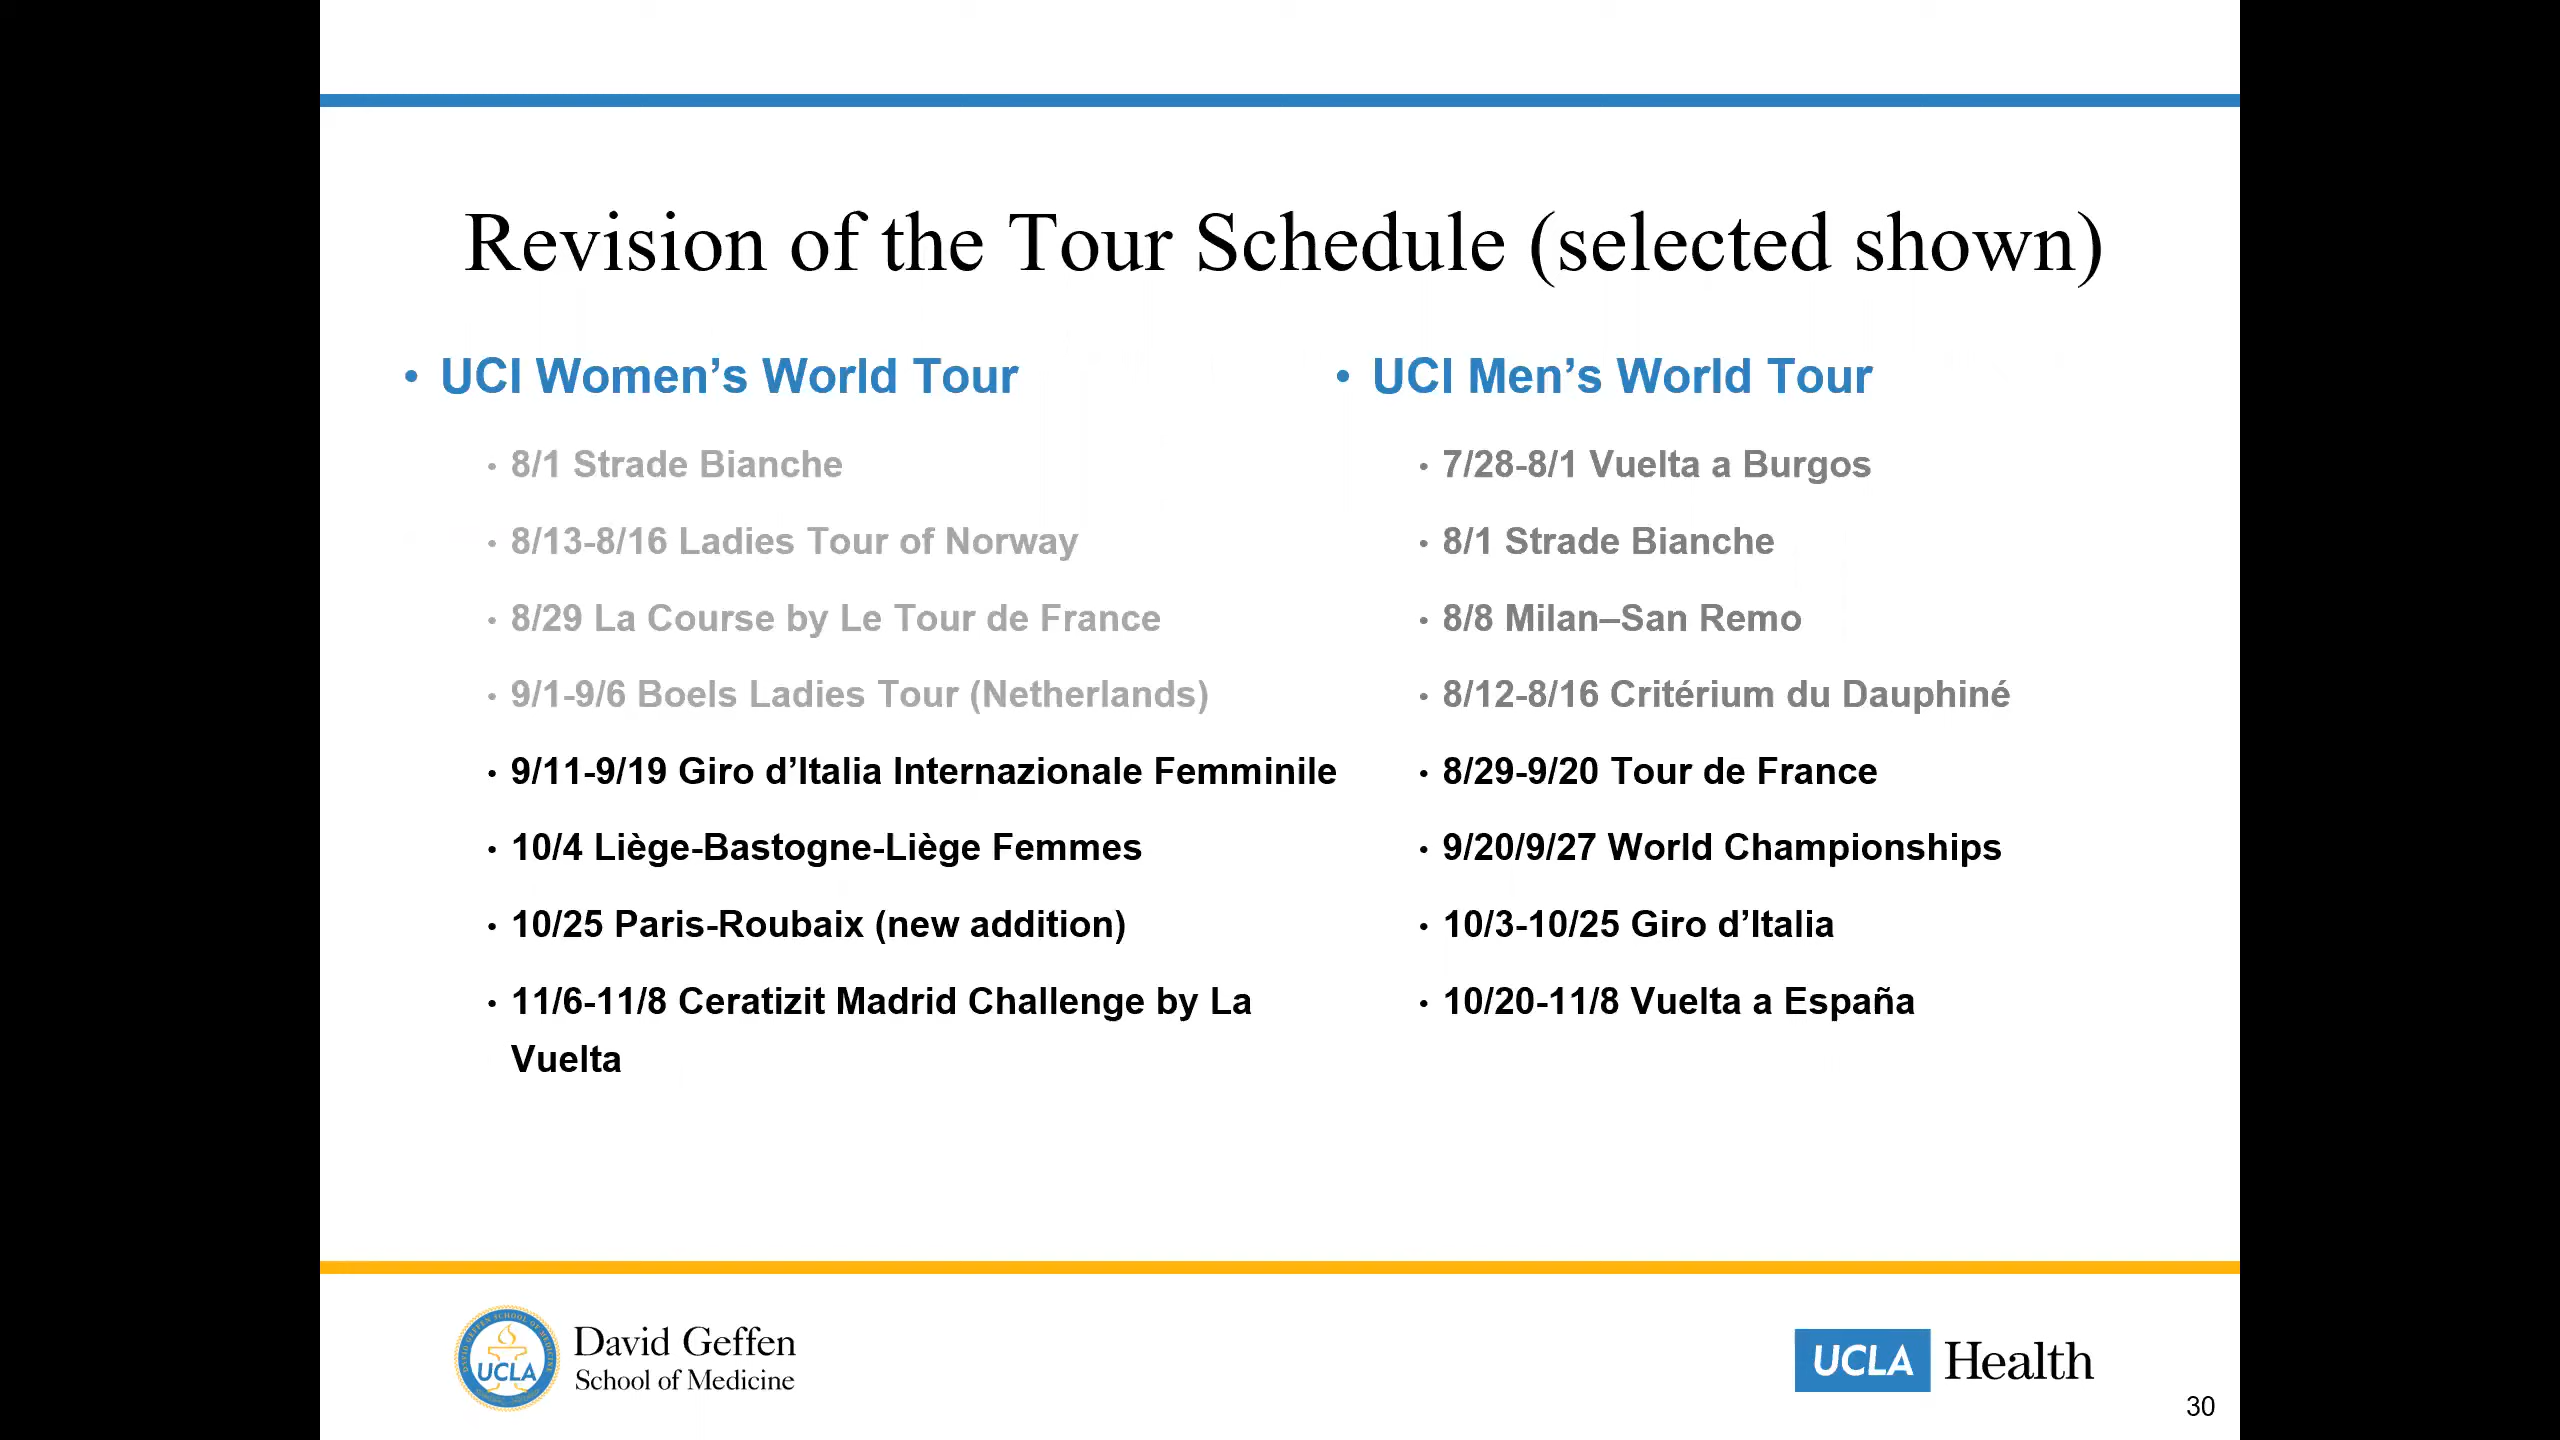 Revision of the Tour Schedule (selected shown)
• UCI Women’s World Tour
• 8/1 Strade Bianche
• 8/13-8/16 Ladies Tour of Norway
• 8/29 La Course by Le Tour de France
• 9/1-9/6 Boels Ladies Tour (Netherlands)
• 9/11-9/19 Giro d’Italia Internazionale Femminile
• 10/4 Liège-Bastogne-Liège Femmes
• 10/25 Paris-Roubaix (new addition)
• 11/6-11/8 Ceratizit Madrid Challenge by La
Vuelta
• UCI Men’s World Tour
• 7/28-8/1 Vuelta a Burgos
• 8/1 Strade Bianche
• 8/8 Milan–San Remo
• 8/12-8/16 Critérium du Dauphiné
• 8/29-9/20 Tour de France
• 9/20/9/27 World Championships
• 10/3-10/25 Giro d’Italia
• 10/20-11/8 Vuelta a España
DAVID GEFFEN SCHOOL OF MEDICINE
UCLA
David Geffen
School of Medicine
UCLA Health
30